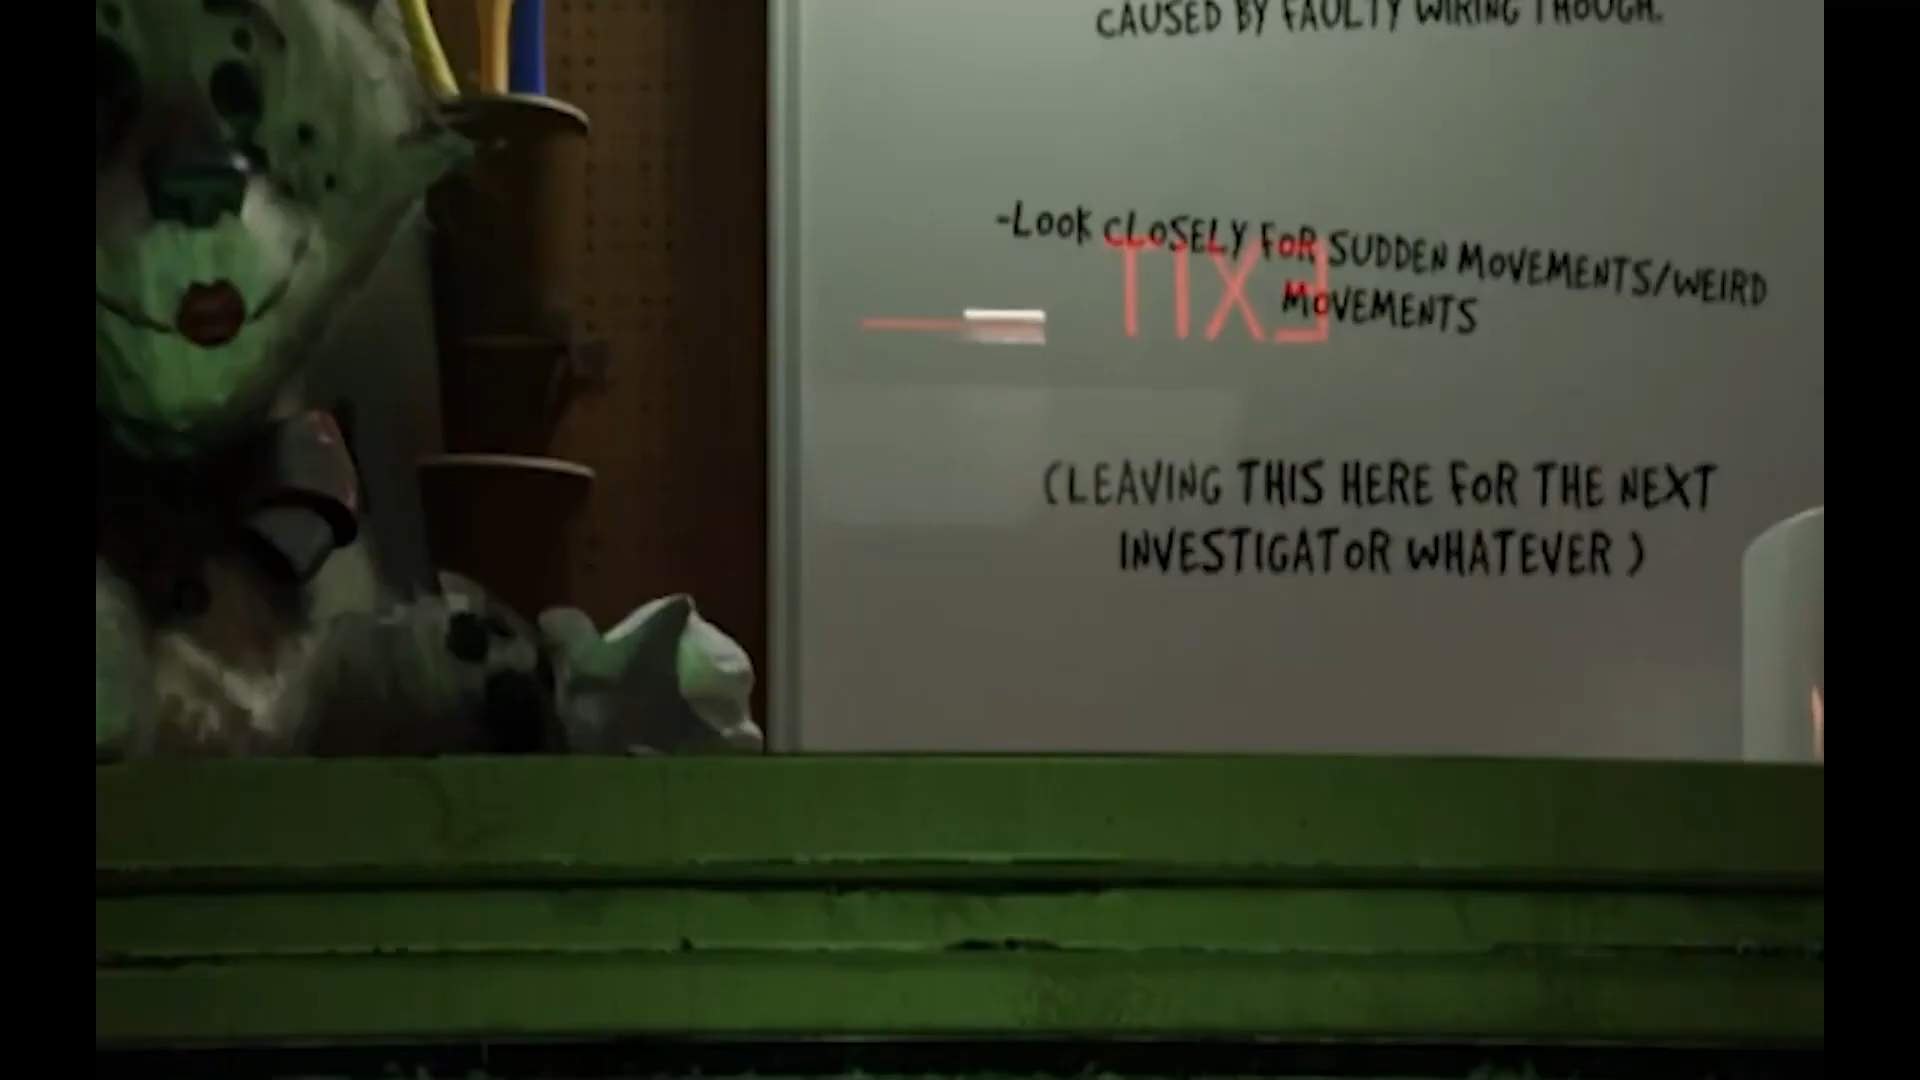 CAUSED BY FAULTY WIRING THOUGH.
-LOOK CLOSELY FOR SUDDEN MOVEMENTS/WEIRD
MOVEMENTS
EXIT
(LEAVING THIS HERE FOR THE NEXT
INVESTIGATOR WHATEVER )